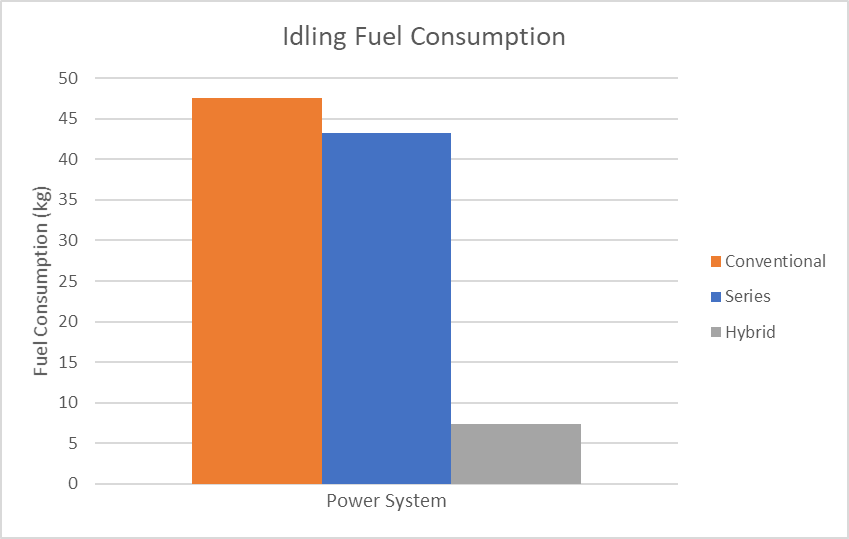 Idling Fuel Consumption
50
45
40
35
30
25
20
15
10
5
0
Fuel Consumption (kg)
Power System
Conventional
Series
Hybrid